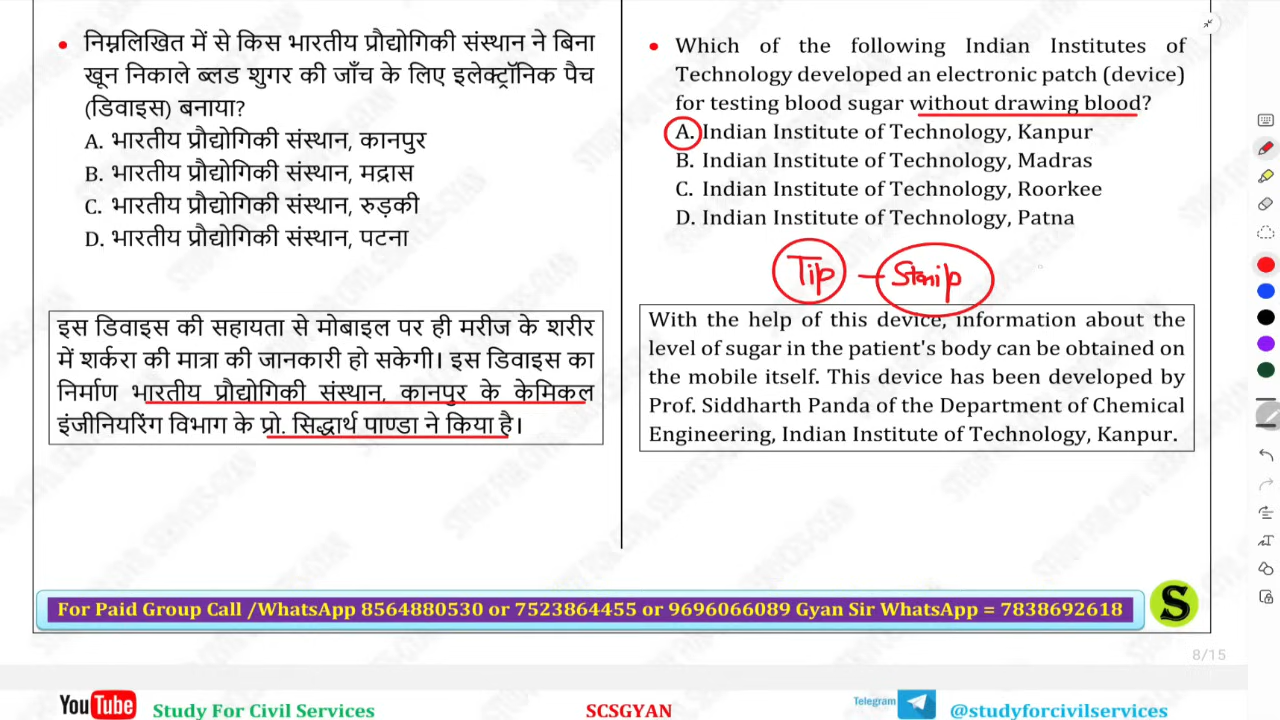 निम्नलिखित में से किस भारतीय प्रौद्योगिकी संस्थान ने बिना
खून निकाले ब्लड शुगर की जाँच के लिए इलेक्ट्रॉनिक पैच
(डिवाइस) बनाया?
A. भारतीय प्रौद्योगिकी संस्थान, कानपुर
B. भारतीय प्रौद्योगिकी संस्थान, मद्रास
C. भारतीय प्रौद्योगिकी संस्थान, रुड़की
D. भारतीय प्रौद्योगिकी संस्थान, पटना
इस डिवाइस की सहायता से मोबाइल पर ही मरीज के शरीर
में शर्करा की मात्रा की जानकारी हो सकेगी। इस डिवाइस का
निर्माण भारतीय प्रौद्योगिकी संस्थान, कानपुर के केमिकल
इंजीनियरिंग विभाग के प्रो. सिद्धार्थ पाण्डा ने किया है।
Which of the following Indian Institutes of
Technology developed an electronic patch (device)
for testing blood sugar without drawing blood?
A. Indian Institute of Technology, Kanpur
B. Indian Institute of Technology, Madras
C. Indian Institute of Technology, Roorkee
D. Indian Institute of Technology, Patna
Tip – Strip
With the help of this device, information about the
level of sugar in the patient's body can be obtained on
the mobile itself. This device has been developed by
Prof. Siddharth Panda of the Department of Chemical
Engineering, Indian Institute of Technology, Kanpur.
For Paid Group Call /WhatsApp 8564880530 or 7523864455 or 9696066089 Gyan Sir WhatsApp = 7838692618
S
8/15
YouTube Study For Civil Services SCSGYAN Telegram @studyforcivilservices